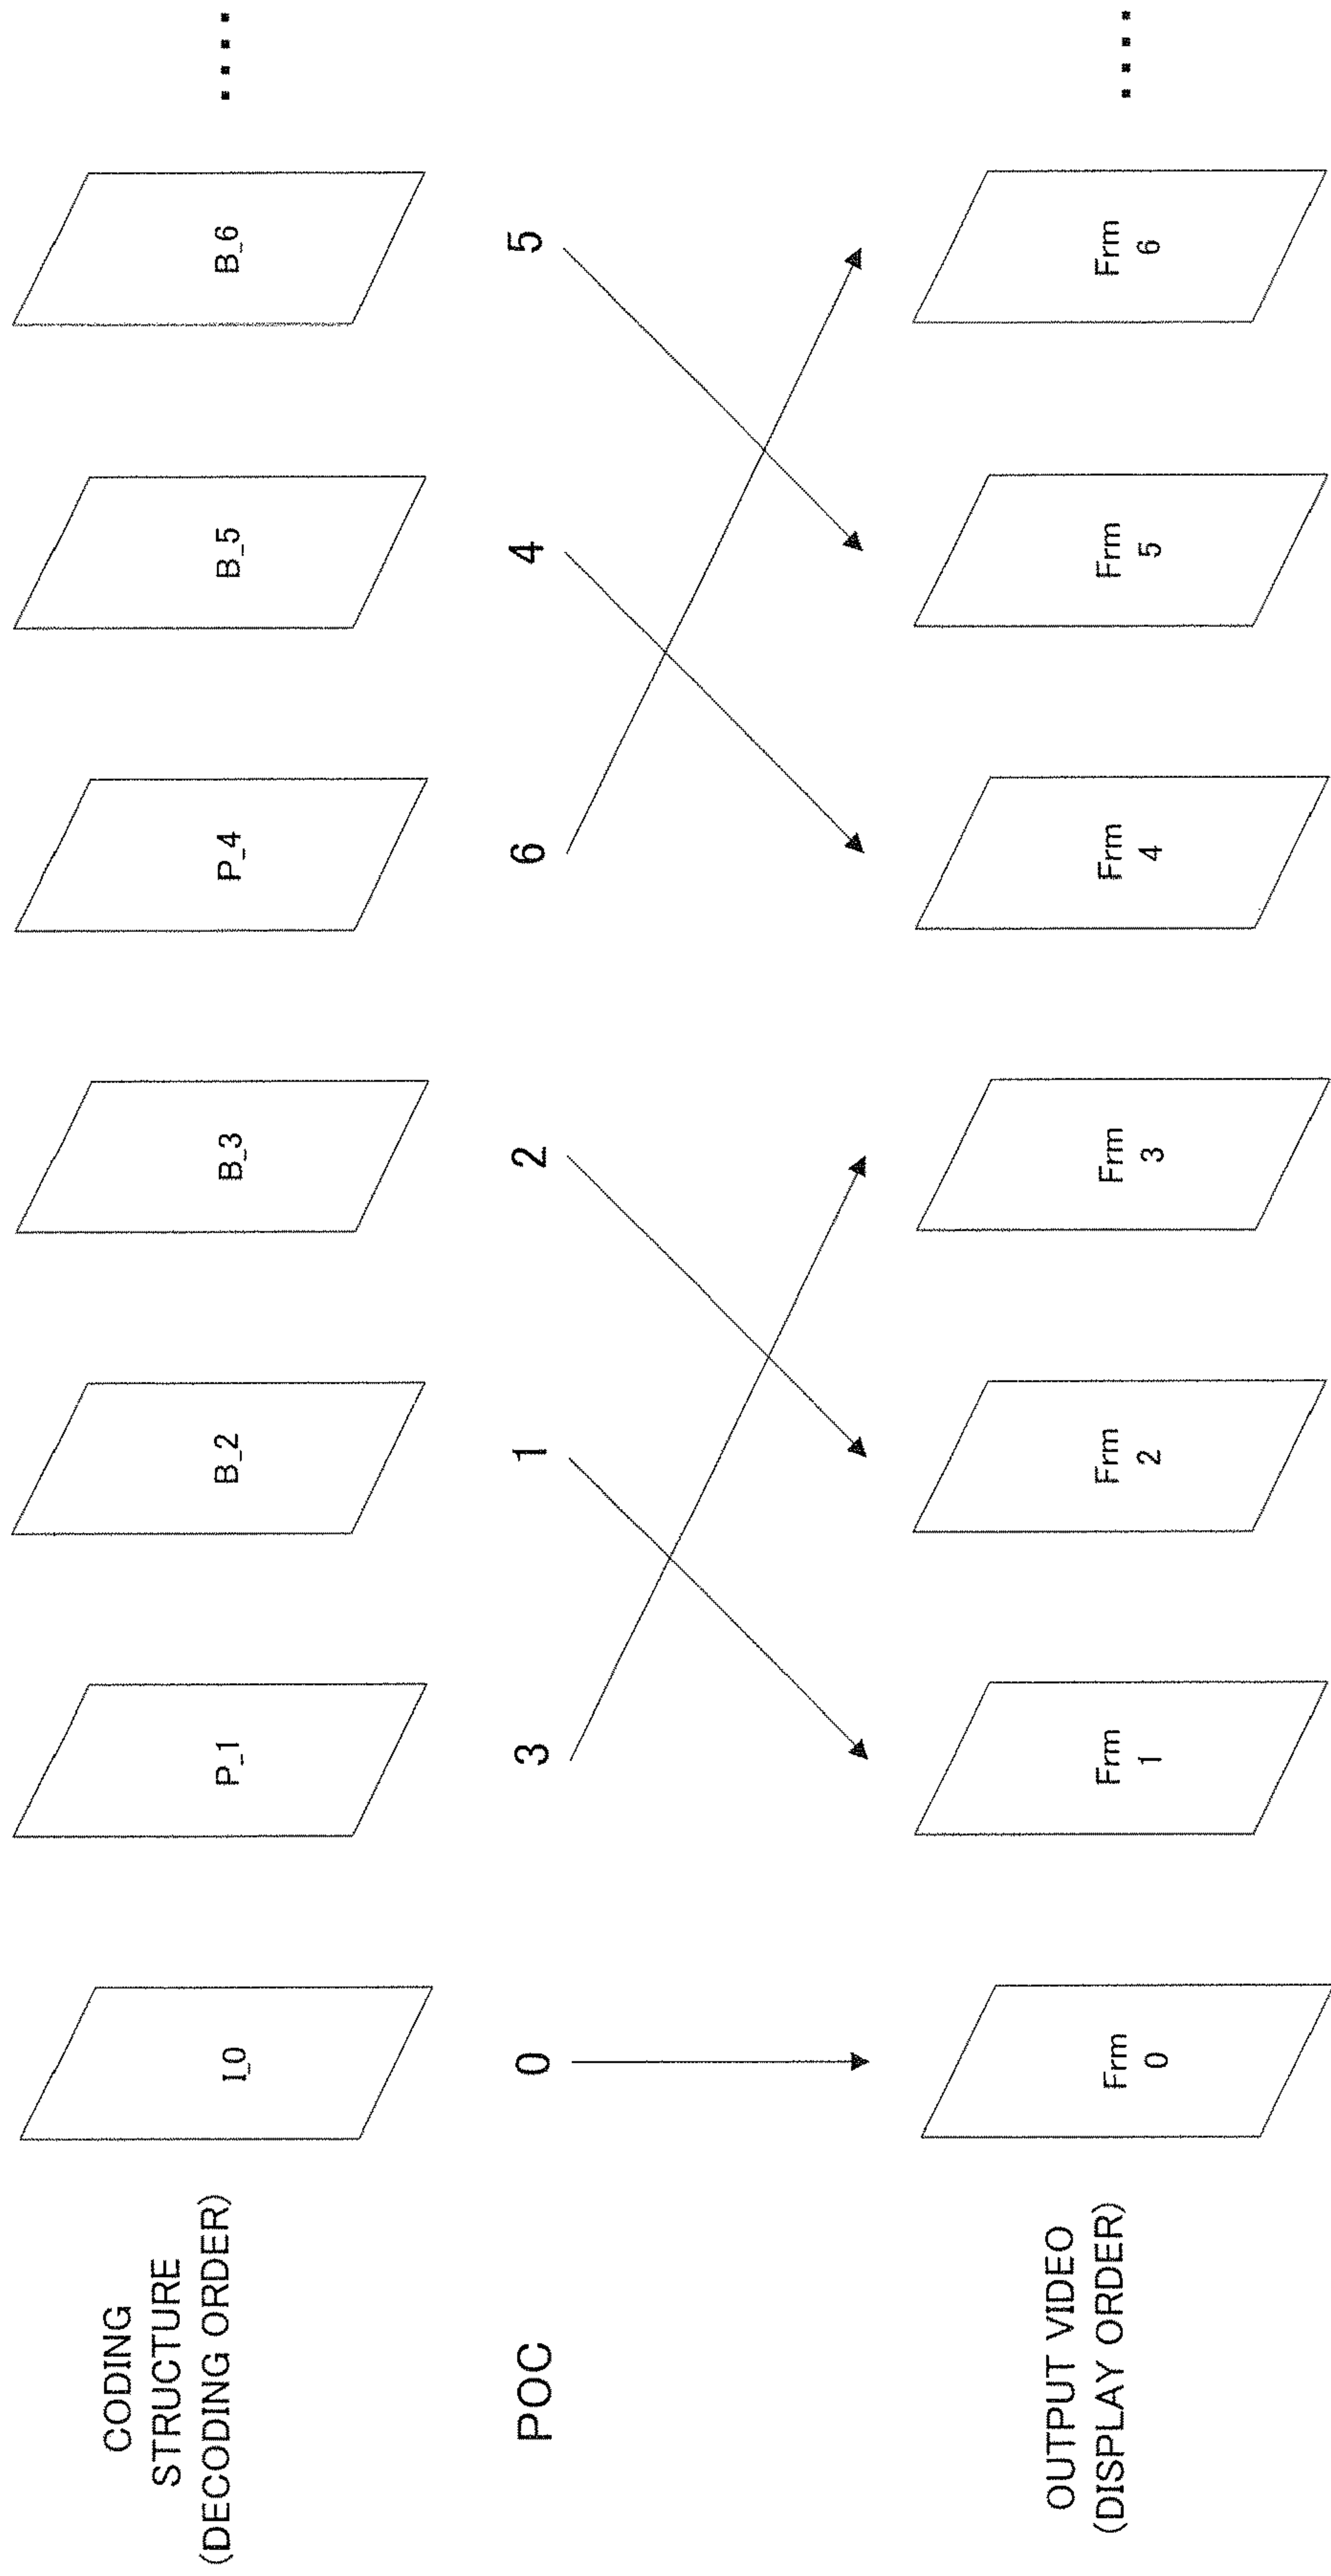 CODING
STRUCTURE
(DECODING ORDER)
I_0
P_1
B_2
B_3
P_4
B_5
B_6
POC
0
3
1
2
6
4
5
OUTPUT VIDEO
(DISPLAY ORDER)
Frm
0
Frm
1
Frm
2
Frm
3
Frm
4
Frm
5
Frm
6